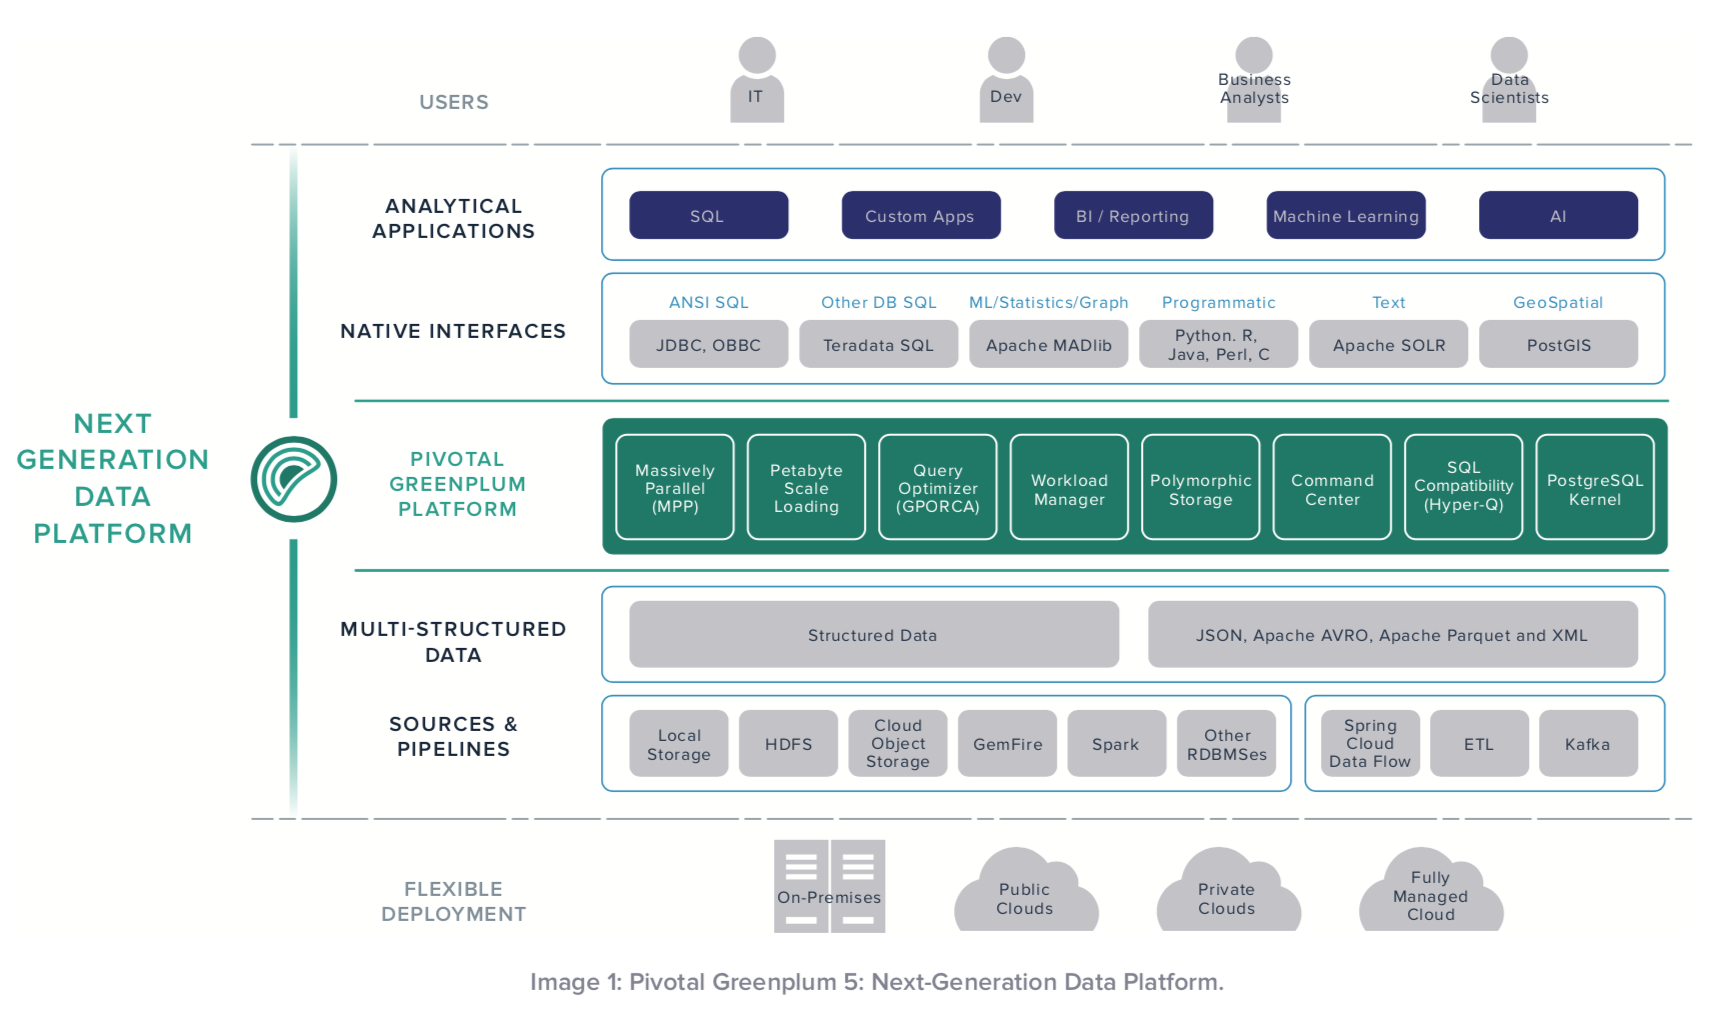 USERS
IT
Dev
Business
Analysts
Data
Scientists
ANALYTICAL
APPLICATIONS
SQL
Custom Apps
BI / Reporting
Machine Learning
AI
NATIVE INTERFACES
ANSI SQL
JDBC, OBBC
Other DB SQL
Teradata SQL
ML/Statistics/Graph
Apache MADlib
Programmatic
Python. R,
Java, Perl, C
Text
Apache SOLR
GeoSpatial
PostGIS
NEXT
GENERATION
DATA
PLATFORM
PIVOTAL
GREENPLUM
PLATFORM
Massively
Parallel
(MPP)
Petabyte
Scale
Loading
Query
Optimizer
(GPORCA)
Workload
Manager
Polymorphic
Storage
Command
Center
SQL
Compatibility
(Hyper-Q)
PostgreSQL
Kernel
MULTI-STRUCTURED
DATA
Structured Data
JSON, Apache AVRO, Apache Parquet and XML
SOURCES &
PIPELINES
Local
Storage
HDFS
Cloud
Object
Storage
GemFire
Spark
Other
RDBMSes
Spring
Cloud
Data Flow
ETL
Kafka
FLEXIBLE
DEPLOYMENT
On-Premises
Public
Clouds
Private
Clouds
Fully
Managed
Cloud
Image 1: Pivotal Greenplum 5: Next-Generation Data Platform.